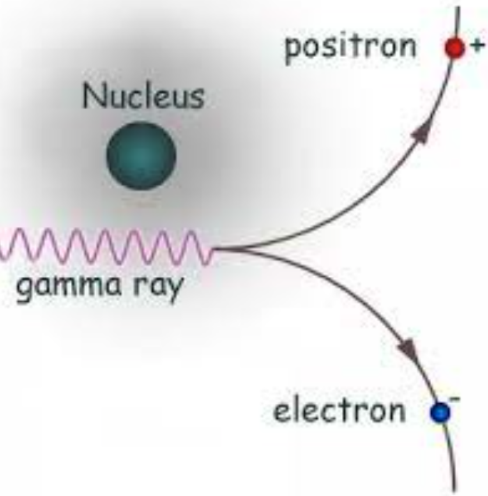 positron +
Nucleus
gamma ray
electron -